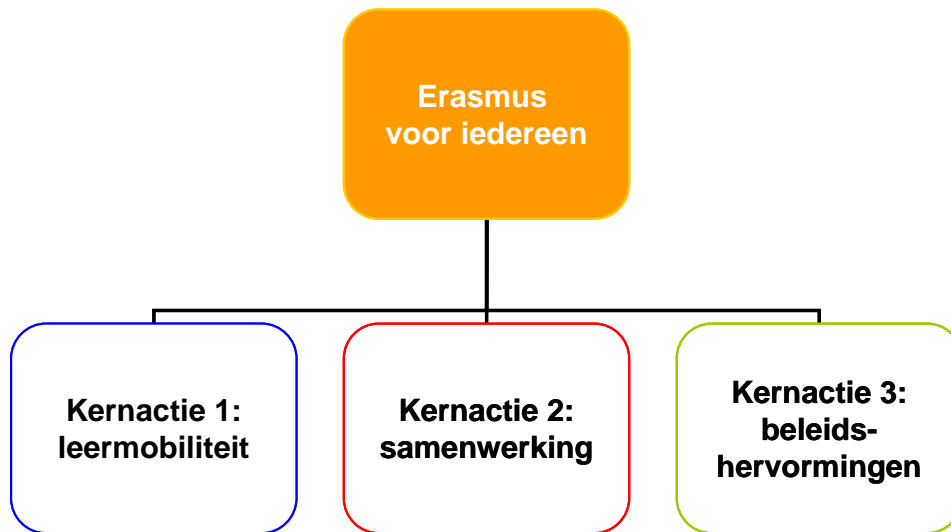 Erasmus
voor iedereen
Kernactie 1:
leermobiliteit
Kernactie 2:
samenwerking
Kernactie 3:
beleids-
hervormingen